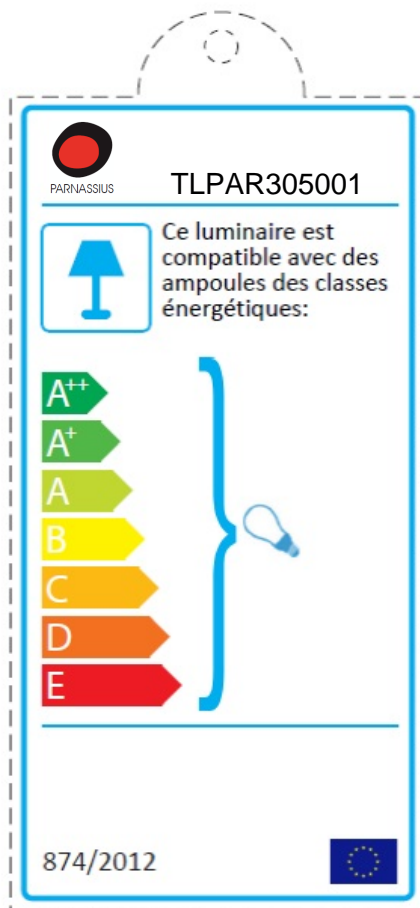 PARNASSIUS
TLPAR305001
Ce luminaire est
compatible avec des
ampoules des classes
énergétiques:
A++
A+
A
B
C
D
E
874/2012